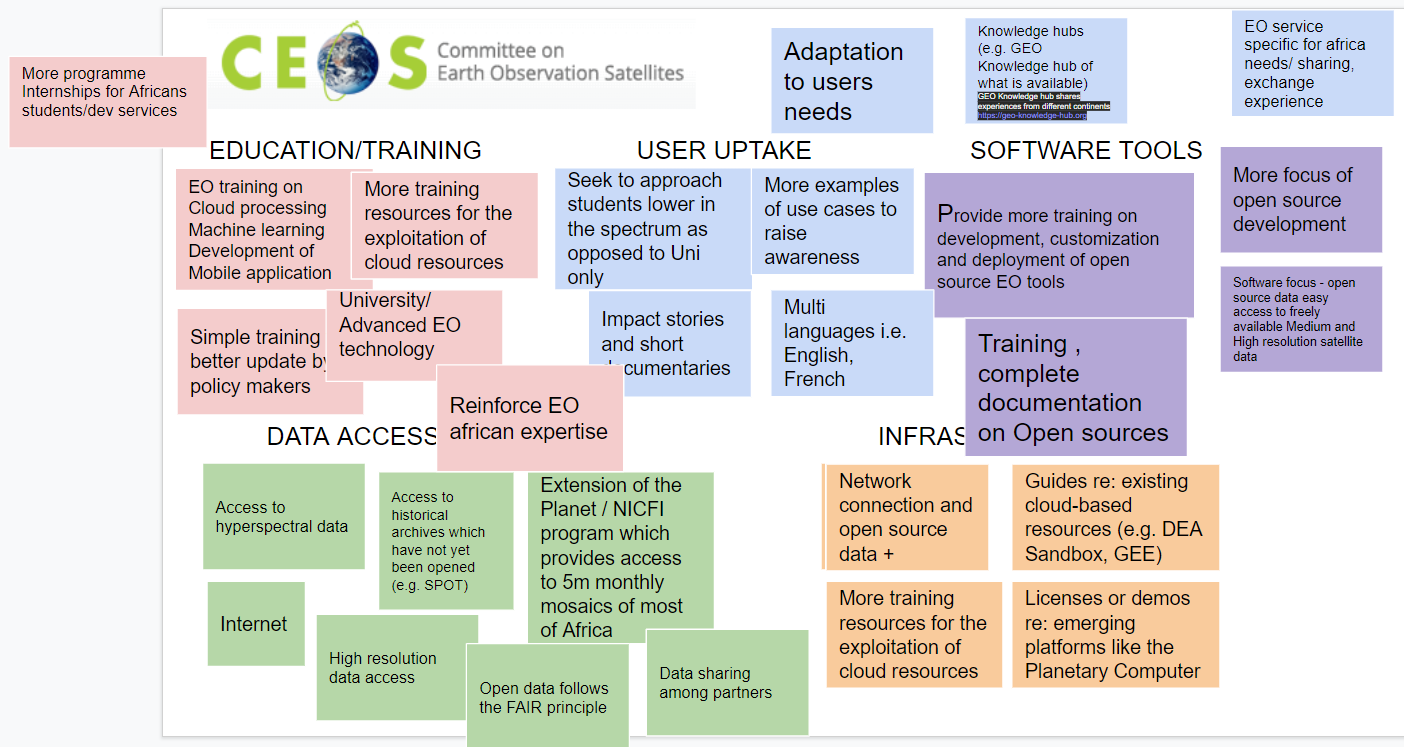 More programme
Internships for Africans
students/dev services
CEOS
Committee on
Earth Observation Satellites
Adaptation
to users
needs
Knowledge hubs
(e.g. GEO
Knowledge hub of
what is available)
GEO Knowledge hub shares
experiences from different continents
https://geo-knowledge-hub.org
EO service
specific for africa
needs/ sharing,
exchange
experience
EDUCATION/TRAINING
EO training on
Cloud processing
Machine learning
Development of
Mobile application
More training
resources for the
exploitation of
cloud resources
Simple training
better update by
policy makers
University/
Advanced EO
technology
Reinforce EO
african expertise
USER UPTAKE
Seek to approach
students lower in
the spectrum as
opposed to Uni
only
More examples
of use cases to
raise
awareness
Impact stories
and short
documentaries
Multi
languages i.e.
English,
French
SOFTWARE TOOLS
Provide more training on
development, customization
and deployment of open
source EO tools
More focus of
open source
development
Software focus - open
source data easy
access to freely
available Medium and
High resolution satellite
data
Training ,
complete
documentation
on Open sources
DATA ACCESS
Access to
hyperspectral data
Access to
historical
archives which
have not yet
been opened
(e.g. SPOT)
Extension of the
Planet / NICFI
program which
provides access
to 5m monthly
mosaics of most
of Africa
Internet
High resolution
data access
Open data follows
the FAIR principle
Data sharing
among partners
INFRAS
Network
connection and
open source
data +
Guides re: existing
cloud-based
resources (e.g. DEA
Sandbox, GEE)
More training
resources for the
exploitation of
cloud resources
Licenses or demos
re: emerging
platforms like the
Planetary Computer